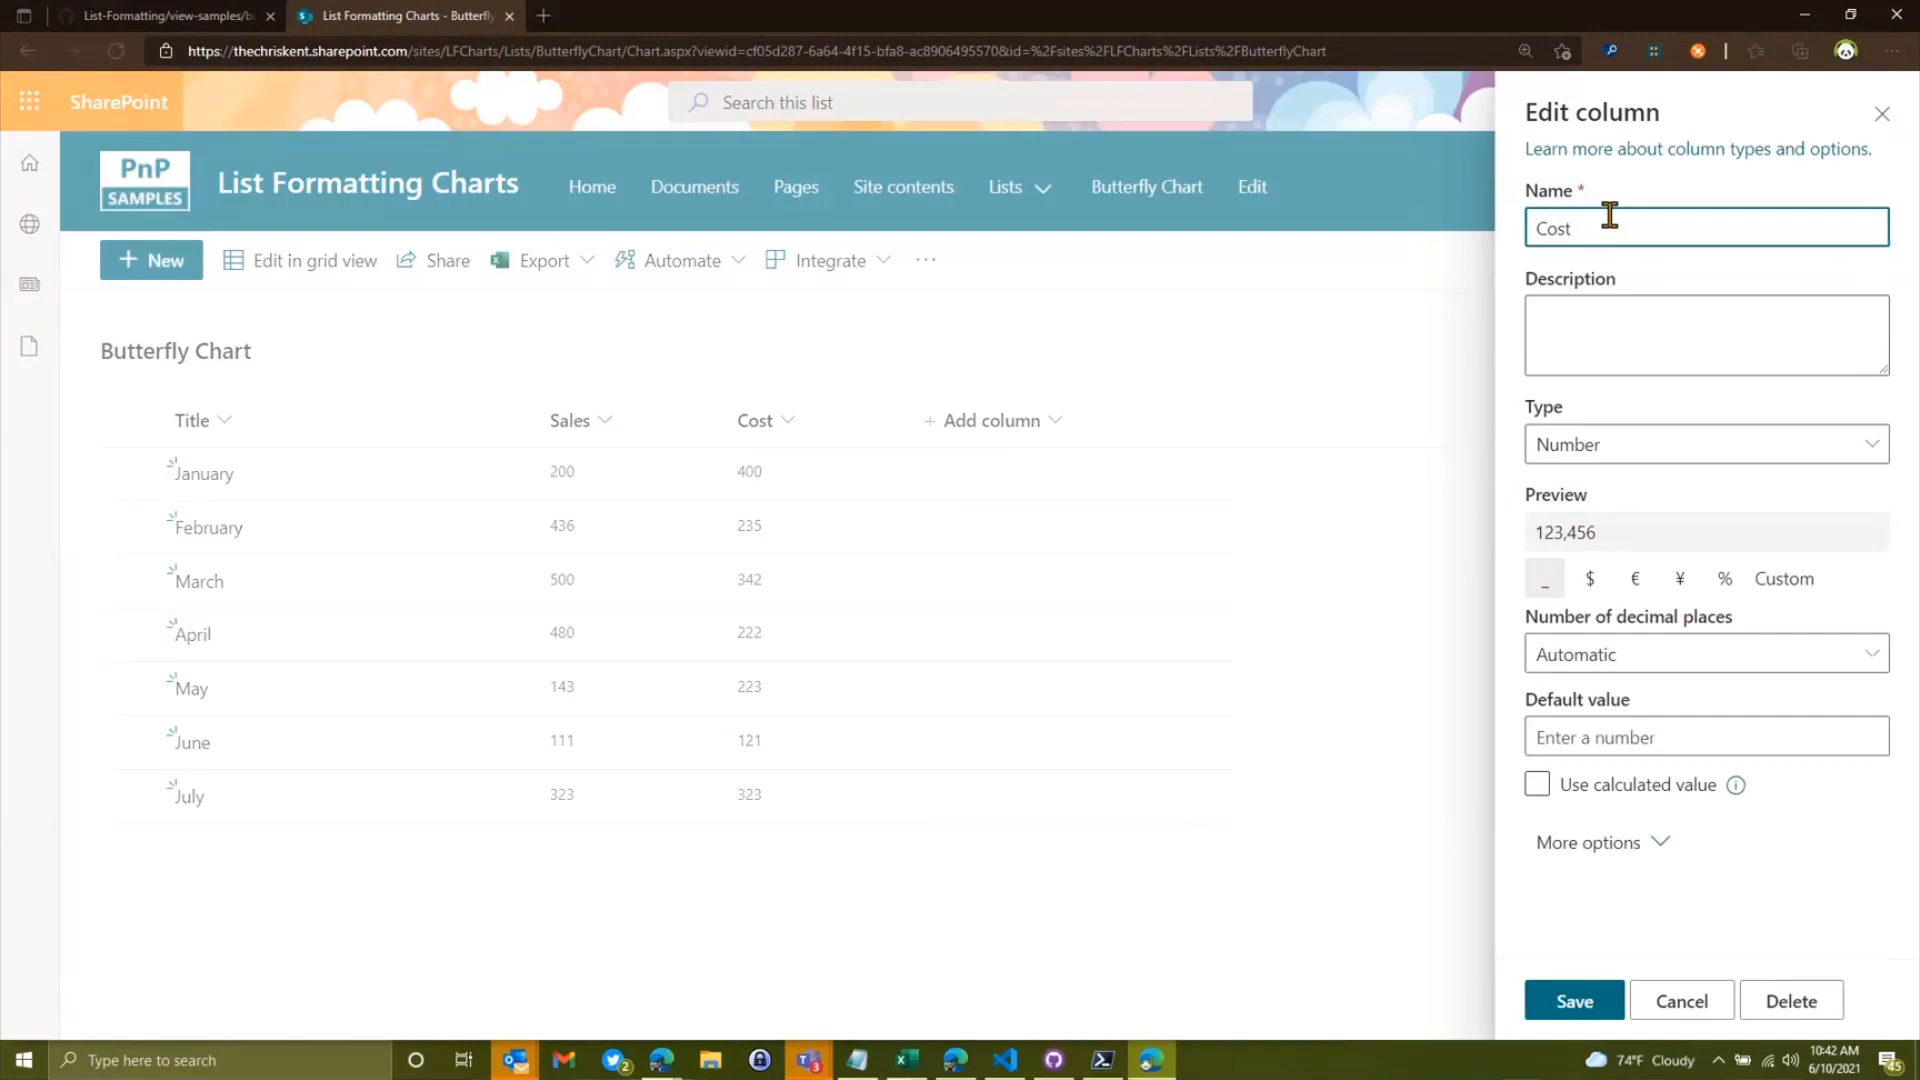 List-Formatting/view-samples/b
List Formatting Charts - Butterfly
https://thechriskent.sharepoint.com/sites/LFCharts/Lists/ButterflyChart/Chart.aspx?viewid=cf05d287-6a64-4f15-bfa8-ac8906495570&id=%2Fsites%2FLFCharts%2FLists%2FButterflyChart
SharePoint
Search this list
PnP
SAMPLES
List Formatting Charts
Home Documents Pages Site contents Lists Butterfly Chart Edit
+ New Edit in grid view Share Export Automate Integrate ...
Butterfly Chart
Title Sales Cost + Add column
January 200 400
February 436 235
March 500 342
April 480 222
May 143 223
June 111 121
July 323 323
Edit column
Learn more about column types and options.
Name *
Cost
Description
Type
Number
Preview
123,456
_ $ € ¥ % Custom
Number of decimal places
Automatic
Default value
Enter a number
Use calculated value
More options
Save Cancel Delete
Type here to search
2
3
74°F Cloudy
10:42 AM
6/10/2021
45